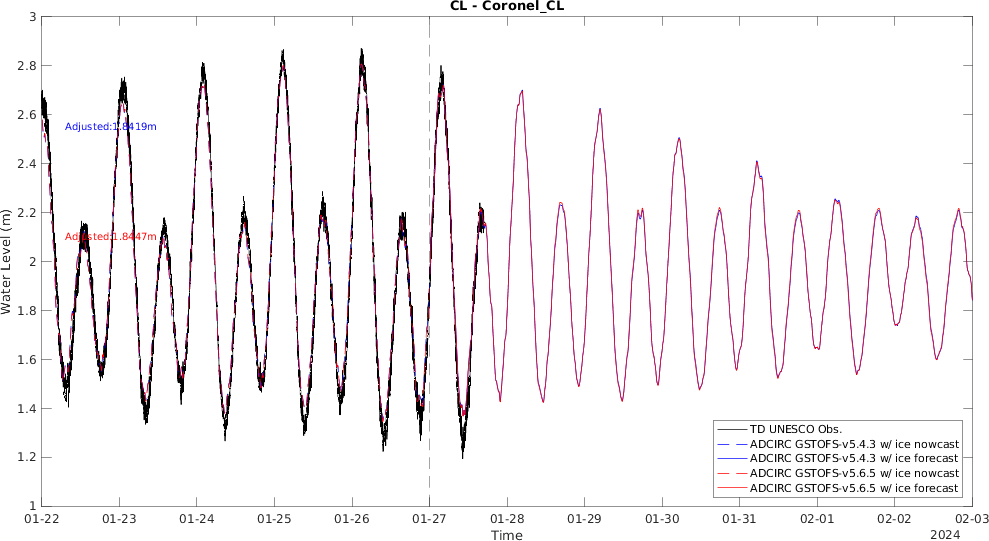 CL - Coronel_CL
3
2.8
2.6
2.4
2.2
2
1.8
1.6
1.4
1.2
1
Water Level (m)
Adjusted:1.8419m
Adjusted:1.8447m
TD UNESCO Obs.
ADCIRC GSTOFS-v5.4.3 w/ ice nowcast
ADCIRC GSTOFS-v5.4.3 w/ ice forecast
ADCIRC GSTOFS-v5.6.5 w/ ice nowcast
ADCIRC GSTOFS-v5.6.5 w/ ice forecast
01-22 01-23 01-24 01-25 01-26 01-27 01-28 01-29 01-30 01-31 02-01 02-02 02-03
Time
2024